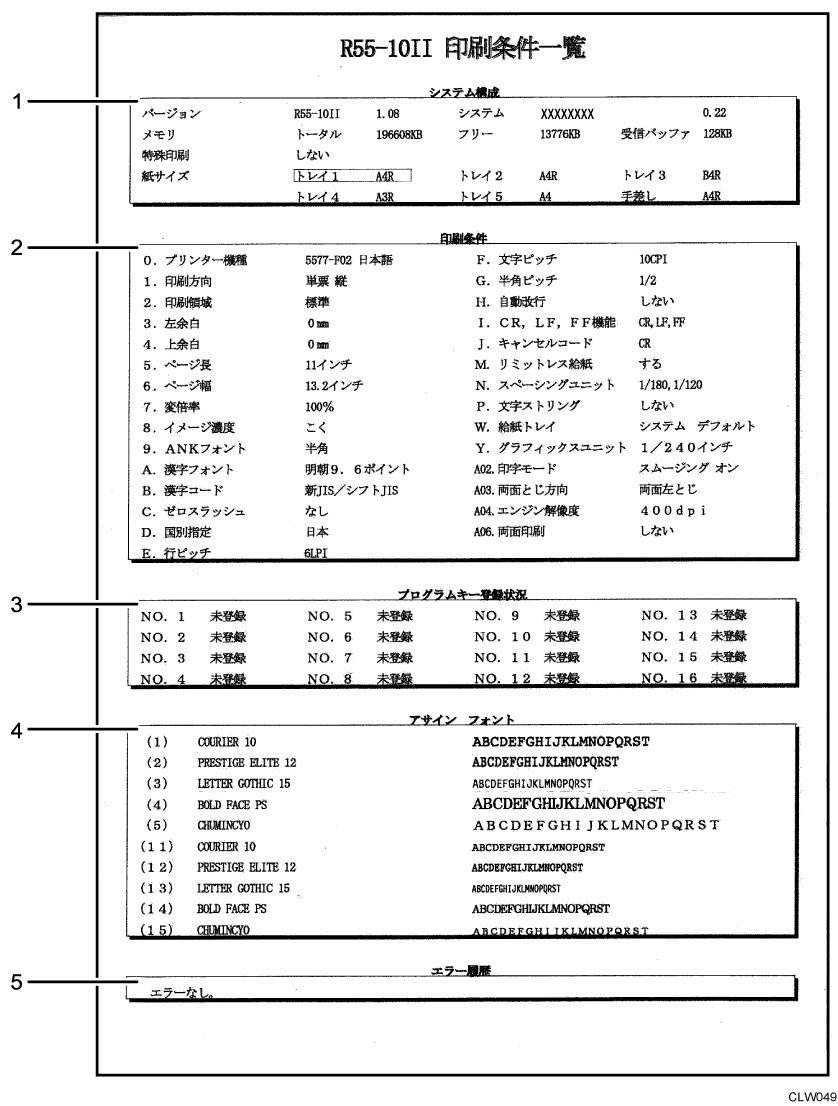 R55-10II 印刷条件一覧
1
システム構成
バージョン R55-10II 1.08 システム XXXXXXXX 0.22
メモリ トータル 196608KB フリー 13776KB 受信バッファ 128KB
特殊印刷 しない
紙サイズ トレイ1 A4R トレイ2 A4R トレイ3 B4R
トレイ4 A3R トレイ5 A4 手差し A4R
2
印刷条件
0. プリンター機種 5577-F02 日本語 F. 文字ピッチ 10CPI
1. 印刷方向 単票 縦 G. 半角ピッチ 1/2
2. 印刷領域 標準 H. 自動改行 しない
3. 左余白 0mm I. CR, LF, FF機能 CR,LF,FF
4. 上余白 0mm J. キャンセルコード CR
5. ページ長 11インチ M. リミットレス給紙 する
6. ページ幅 13.2インチ N. スペーシングユニット 1/180,1/120
7. 変倍率 100% P. 文字ストリング しない
8. イメージ濃度 こく W. 給紙トレイ システム デフォルト
9. ANKフォント 半角 Y. グラフィックスユニット 1/240インチ
A. 漢字フォント 明朝9.6ポイント A02. 印字モード スムージング オン
B. 漢字コード 新JIS/シフトJIS A03. 両面とじ方向 両面左とじ
C. ゼロスラッシュ なし A04. エンジン解像度 400dpi
D. 国別指定 日本 A06. 両面印刷 しない
E. 行ピッチ 6LPI
3
プログラムキー登録状況
NO. 1 未登録 NO. 5 未登録 NO. 9 未登録 NO. 13 未登録
NO. 2 未登録 NO. 6 未登録 NO. 10 未登録 NO. 14 未登録
NO. 3 未登録 NO. 7 未登録 NO. 11 未登録 NO. 15 未登録
NO. 4 未登録 NO. 8 未登録 NO. 12 未登録 NO. 16 未登録
4
アサイン フォント
(1) COURIER 10 ABCDEFGHIJKLMNOPQRST
(2) PRESTIGE ELITE 12 ABCDEFGHIJKLMNOPQRST
(3) LETTER GOTHIC 15 ABCDEFGHIJKLMNOPQRST
(4) BOLD FACE PS ABCDEFGHIJKLMNOPQRST
(5) CHUMINCYO ABCDEFGHIJKLMNOPQRST
(11) COURIER 10 ABCDEFGHIJKLMNOPQRST
(12) PRESTIGE ELITE 12 ABCDEFGHIJKLMNOPQRST
(13) LETTER GOTHIC 15 ABCDEFGHIJKLMNOPQRST
(14) BOLD FACE PS ABCDEFGHIJKLMNOPQRST
(15) CHUMINCYO ABCDEFGHIJKLMNOPQRST
5
エラー履歴
エラーなし。
CLW049